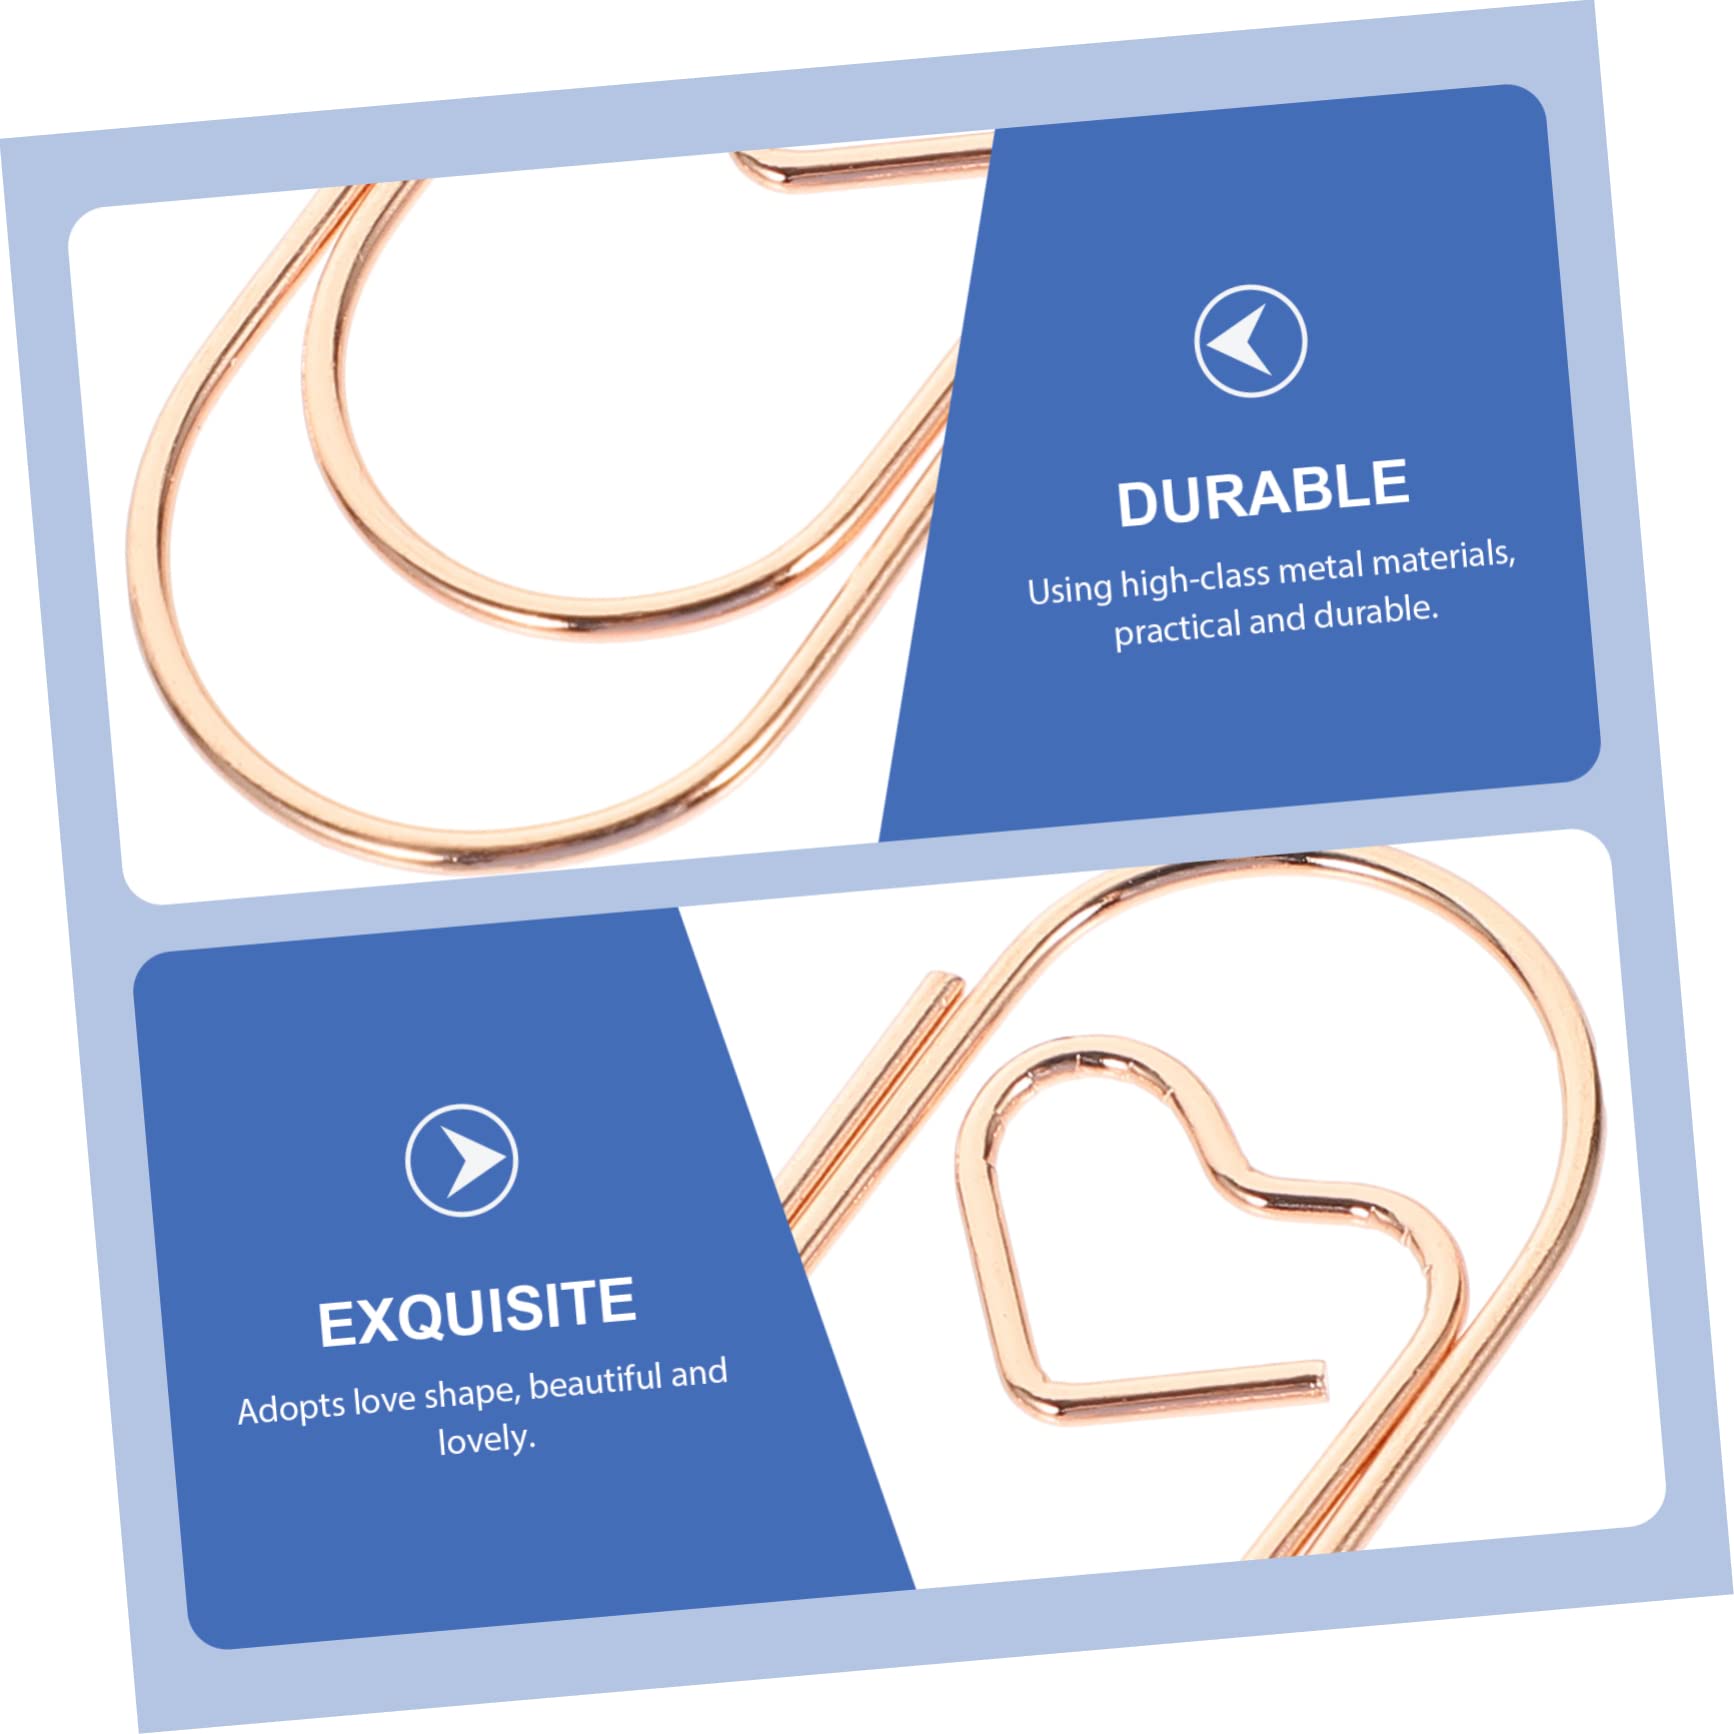 DURABLE
Using high-class metal materials,
practical and durable.
EXQUISITE
Adopts love shape, beautiful and
lovely.